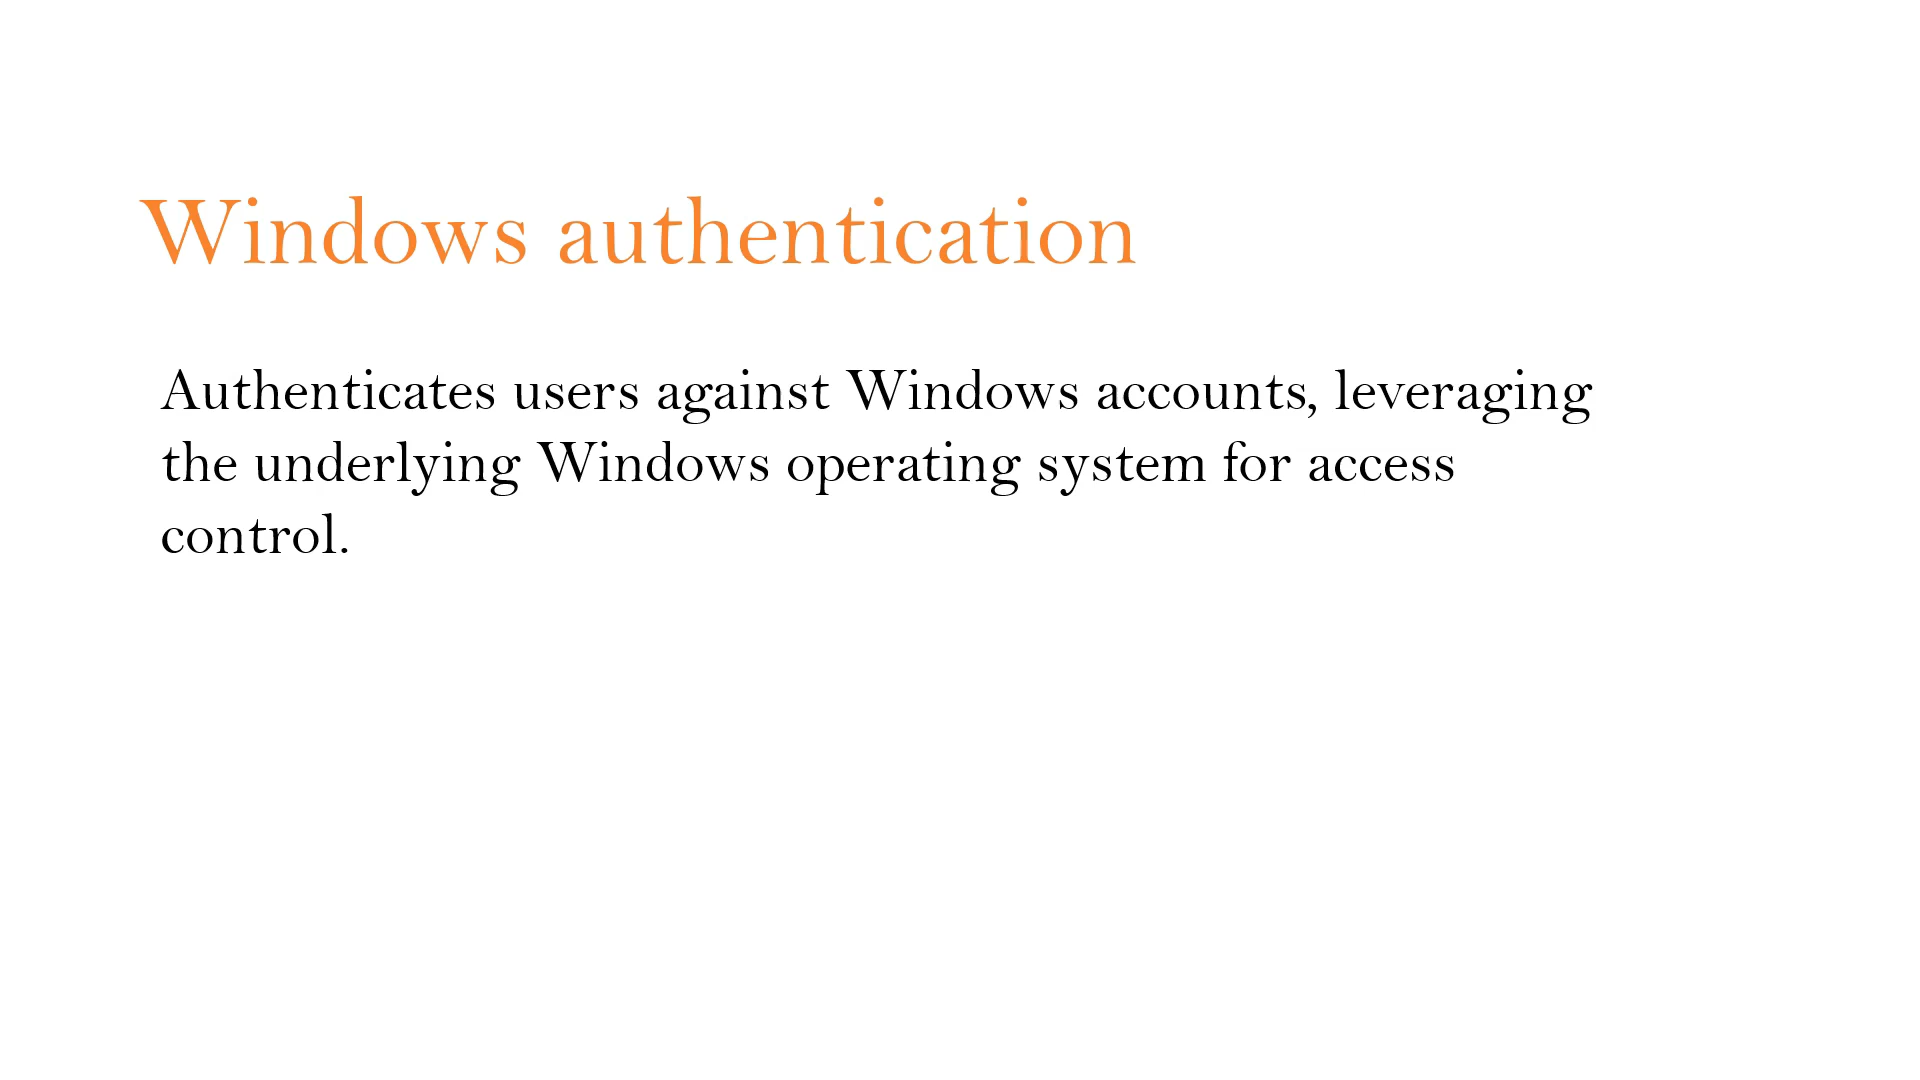 Windows authentication
Authenticates users against Windows accounts, leveraging
the underlying Windows operating system for access
control.